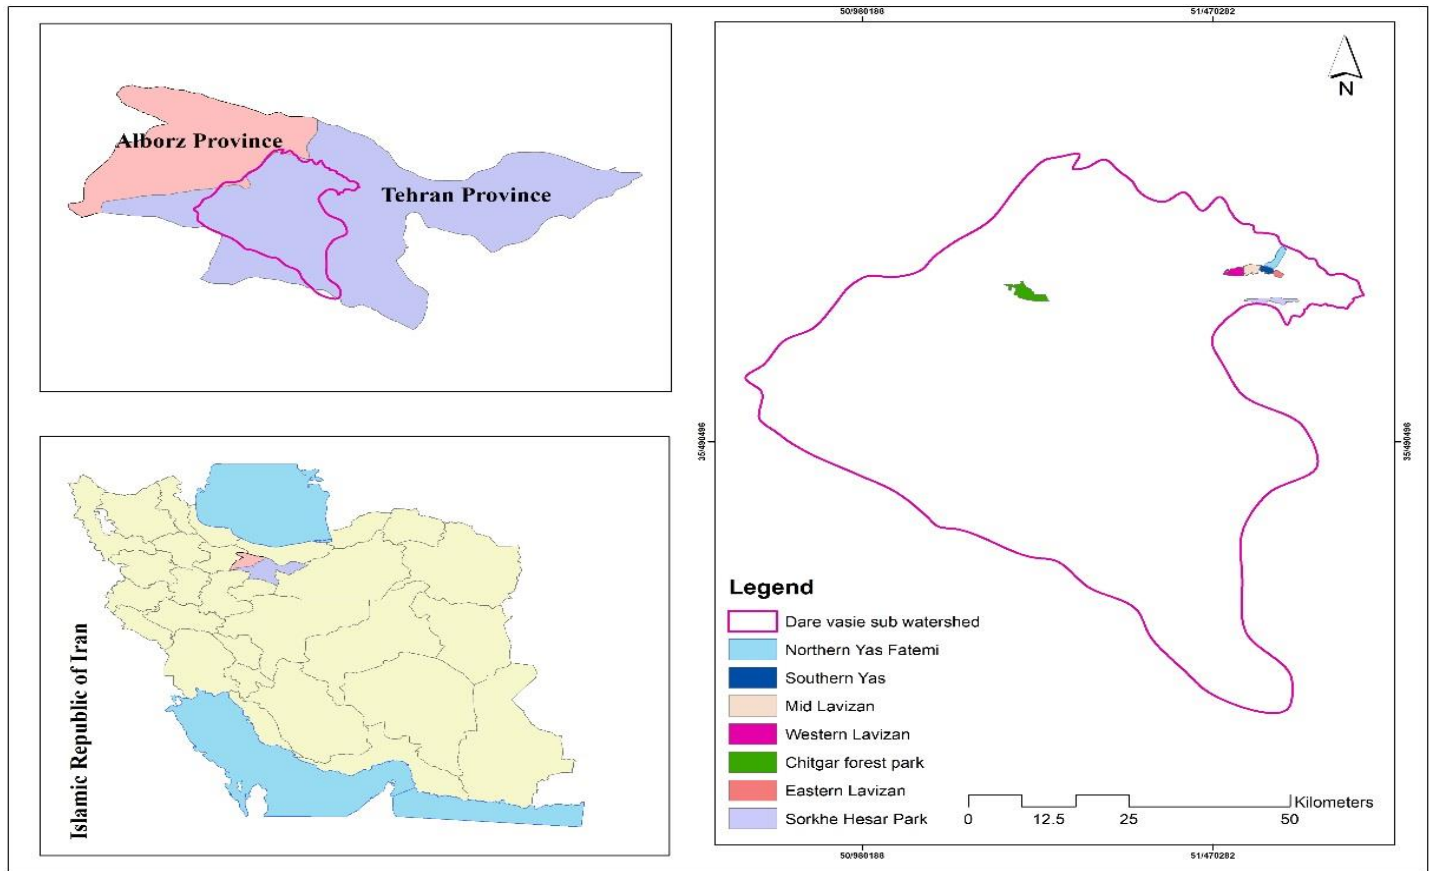 Alborz Province
Tehran Province
Islamic Republic of Iran
50/980186
51/470282
N
35/490496
35/490496
Legend
Dare vasie sub watershed
Northern Yas Fatemi
Southern Yas
Mid Lavizan
Western Lavizan
Chitgar forest park
Eastern Lavizan
Sorkhe Hesar Park
Kilometers
0 12.5 25 50
50/980186
51/470282